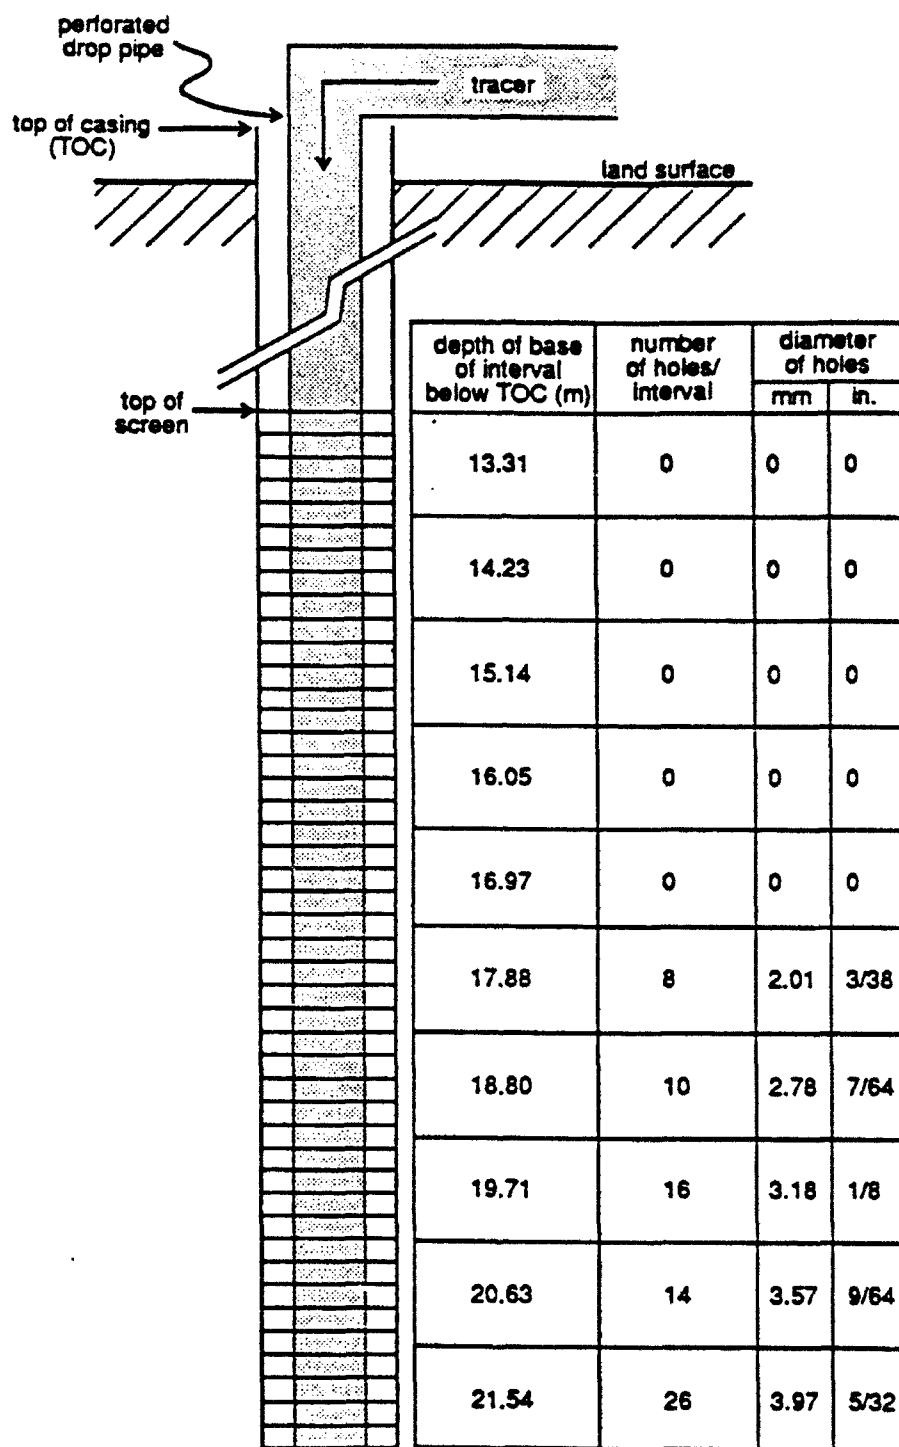 perforated
drop pipe
tracer
top of casing
(TOC)
land surface
top of
screen
depth of base
of interval
below TOC (m)
number
of holes/
interval
diameter
of holes
mm in.
13.31 0 0 0
14.23 0 0 0
15.14 0 0 0
16.05 0 0 0
16.97 0 0 0
17.88 8 2.01 3/38
18.80 10 2.78 7/64
19.71 16 3.18 1/8
20.63 14 3.57 9/64
21.54 26 3.97 5/32